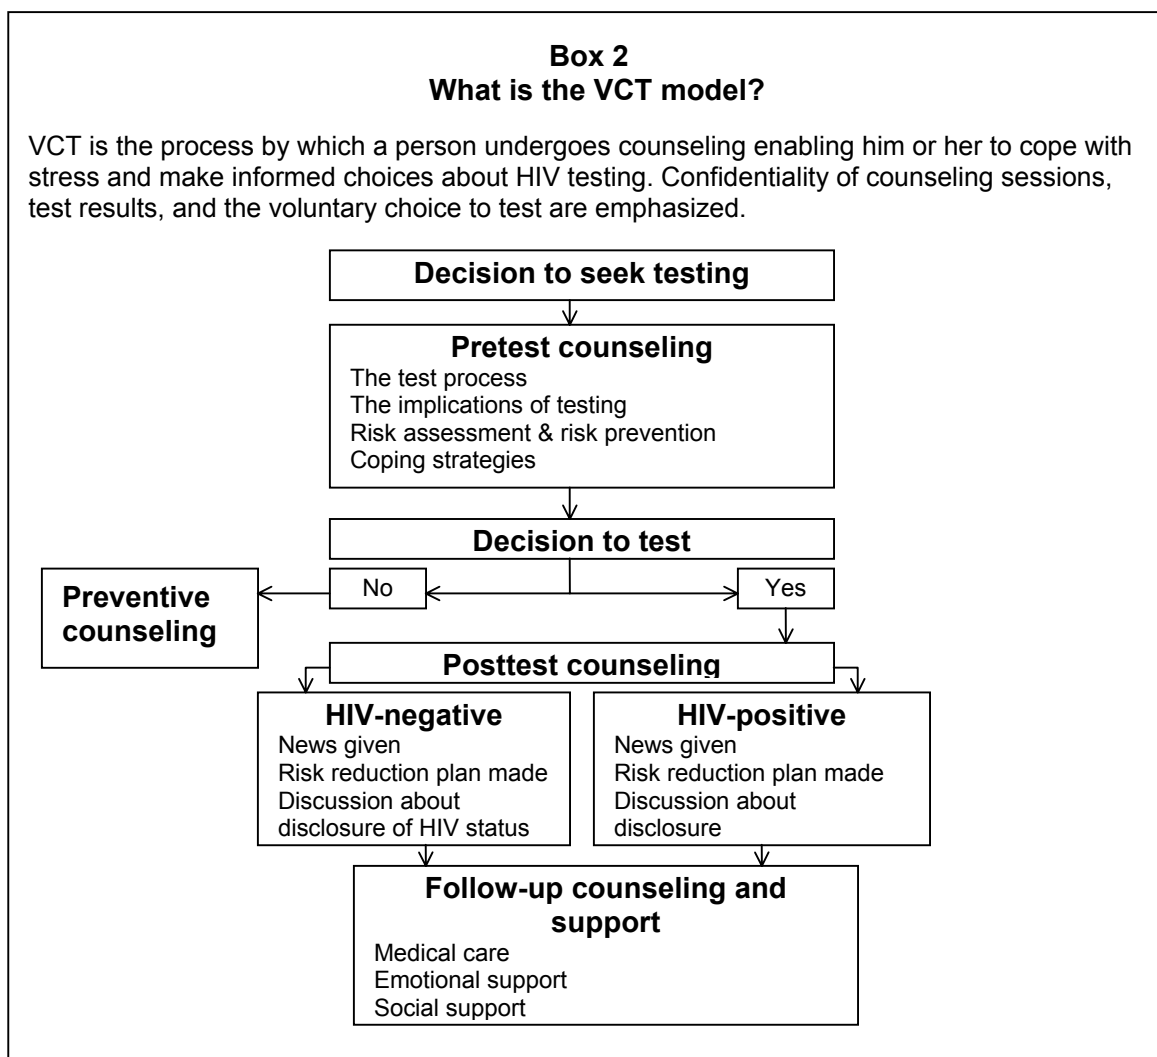 Box 2
What is the VCT model?
VCT is the process by which a person undergoes counseling enabling him or her to cope with
stress and make informed choices about HIV testing. Confidentiality of counseling sessions,
test results, and the voluntary choice to test are emphasized.
Decision to seek testing
Pretest counseling
The test process
The implications of testing
Risk assessment & risk prevention
Coping strategies
Decision to test
No
Yes
Preventive
counseling
Posttest counseling
HIV-negative
News given
Risk reduction plan made
Discussion about
disclosure of HIV status
HIV-positive
News given
Risk reduction plan made
Discussion about
disclosure
Follow-up counseling and
support
Medical care
Emotional support
Social support